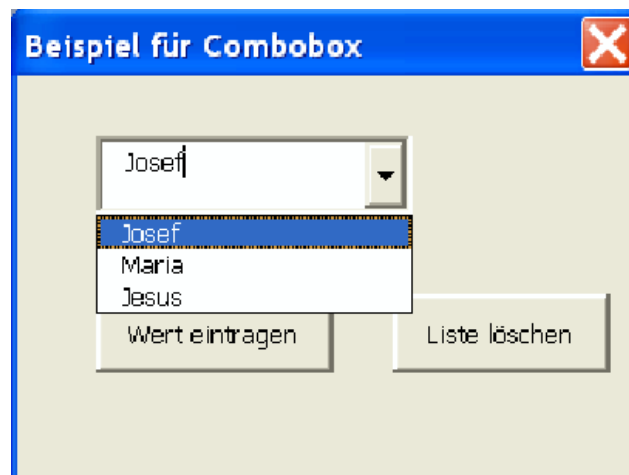 Beispiel für Combobox
Josef
Josef
Maria
Jesus
Wert eintragen
Liste löschen